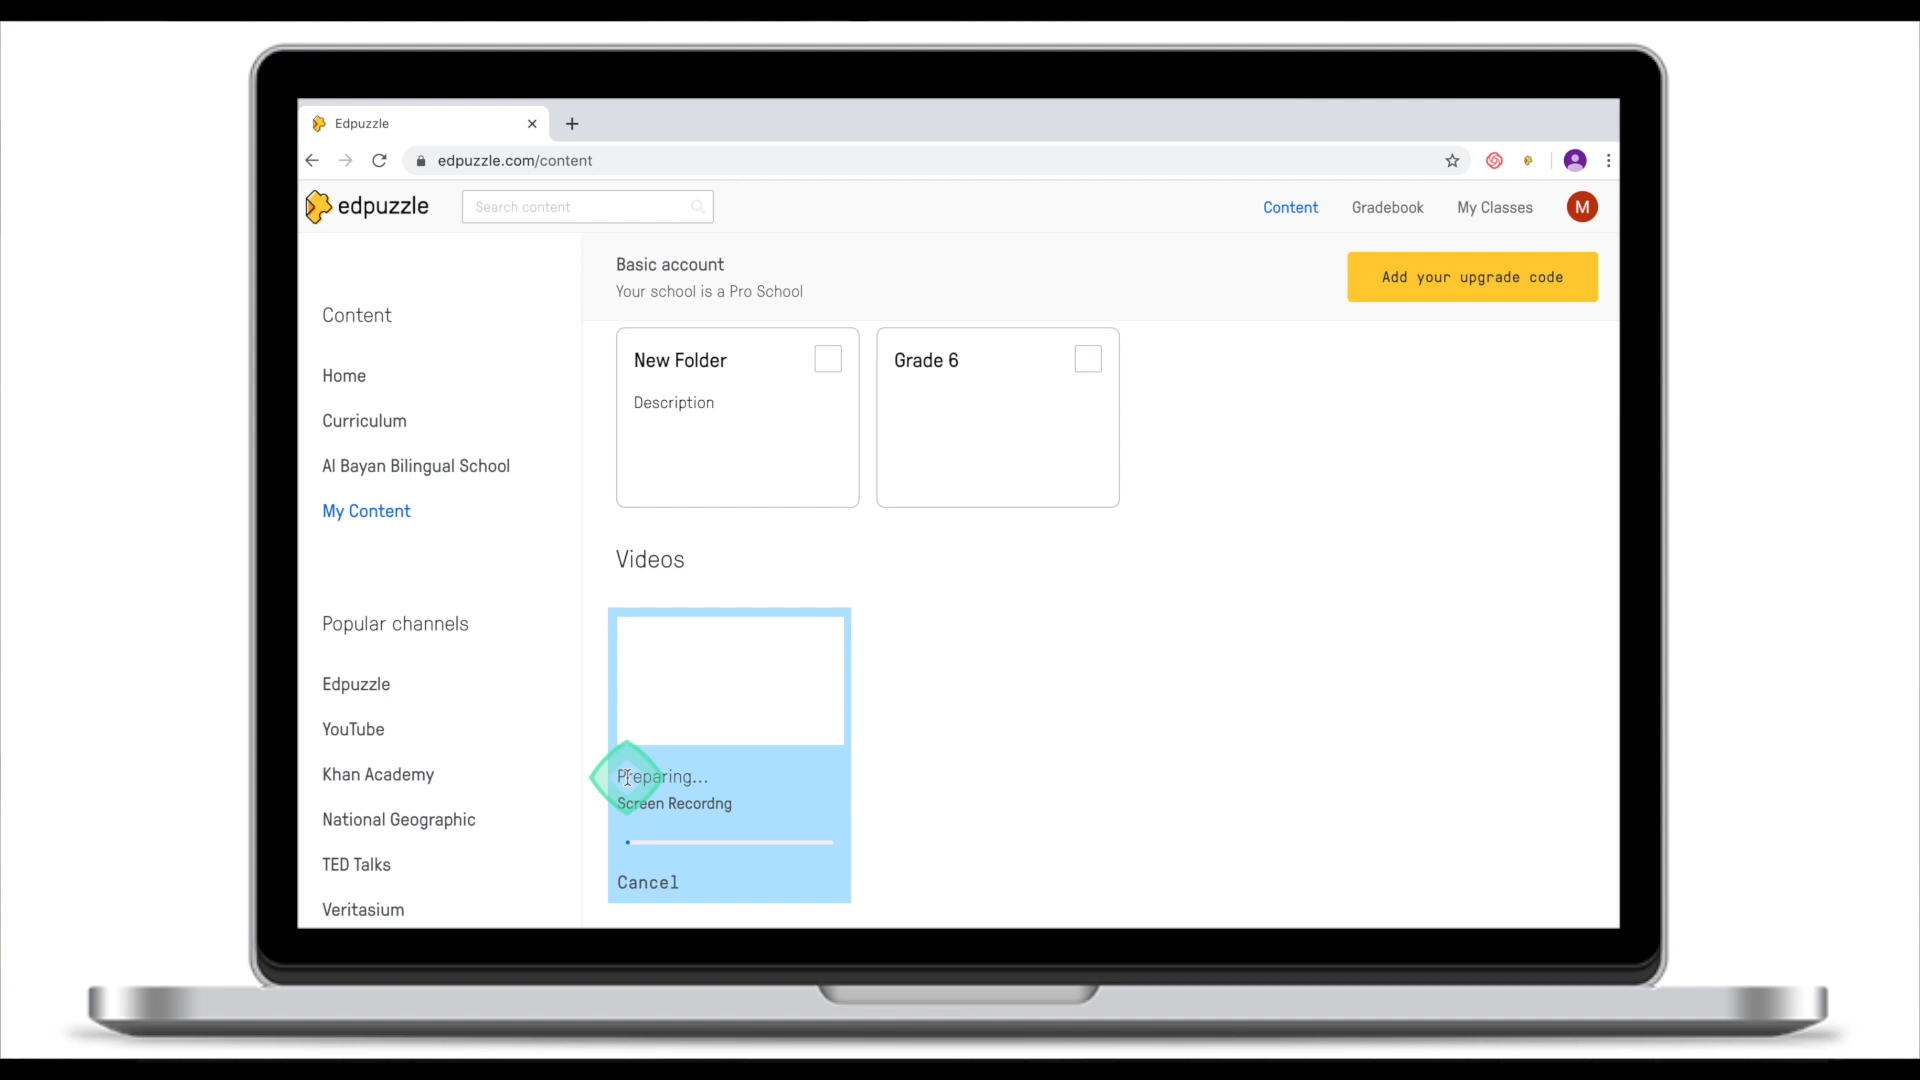 Edpuzzle
edpuzzle.com/content
edpuzzle
Search content
Content
Gradebook
My Classes
M
Basic account
Your school is a Pro School
Add your upgrade code
Content
Home
Curriculum
Al Bayan Bilingual School
My Content
Popular channels
Edpuzzle
YouTube
Khan Academy
National Geographic
TED Talks
Veritasium
New Folder
Description
Grade 6
Videos
Preparing...
Screen Recordng
Cancel